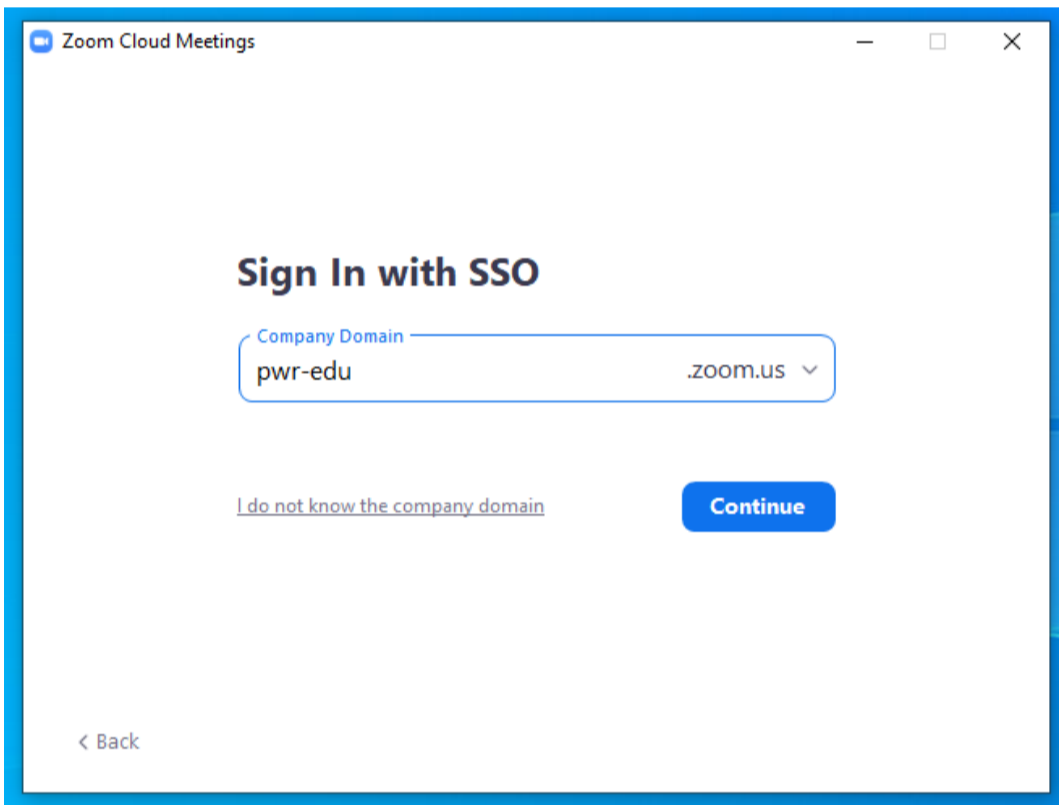 Zoom Cloud Meetings
Sign In with SSO
Company Domain
pwr-edu .zoom.us
I do not know the company domain Continue
Back